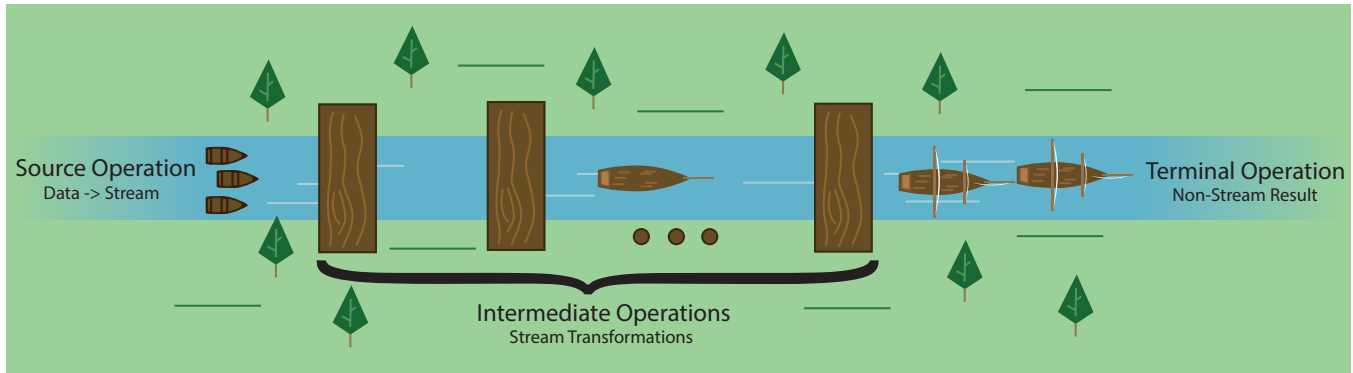 Source Operation
Data -> Stream
Terminal Operation
Non-Stream Result
Intermediate Operations
Stream Transformations